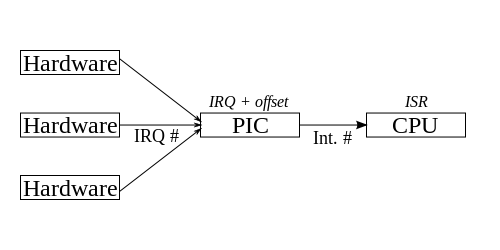 Hardware
IRQ + offset
ISR
Hardware
IRQ #
PIC
Int. #
CPU
Hardware